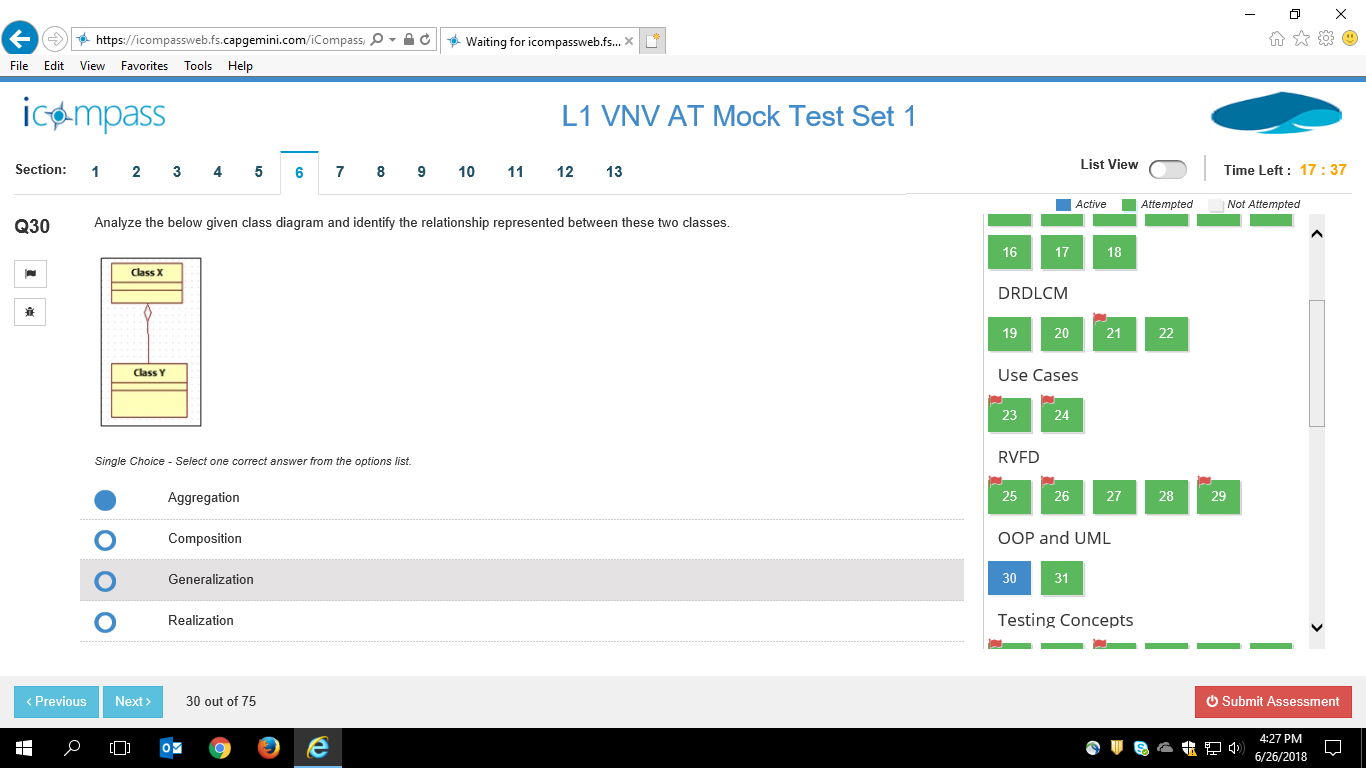 https://icompassweb.fs.capgemini.com/iCompass/
Waiting for icompassweb.fs...
File Edit View Favorites Tools Help
icompass
L1 VNV AT Mock Test Set 1
Section: 1 2 3 4 5 6 7 8 9 10 11 12 13
List View
Time Left : 17 : 37
Active Attempted Not Attempted
Q30
Analyze the below given class diagram and identify the relationship represented between these two classes.
Class X
Class Y
Single Choice - Select one correct answer from the options list.
Aggregation
Composition
Generalization
Realization
16 17 18
DRDLCM
19 20 21 22
Use Cases
23 24
RVFD
25 26 27 28 29
OOP and UML
30 31
Testing Concepts
‹ Previous
Next ›
30 out of 75
Submit Assessment
4:27 PM
6/26/2018